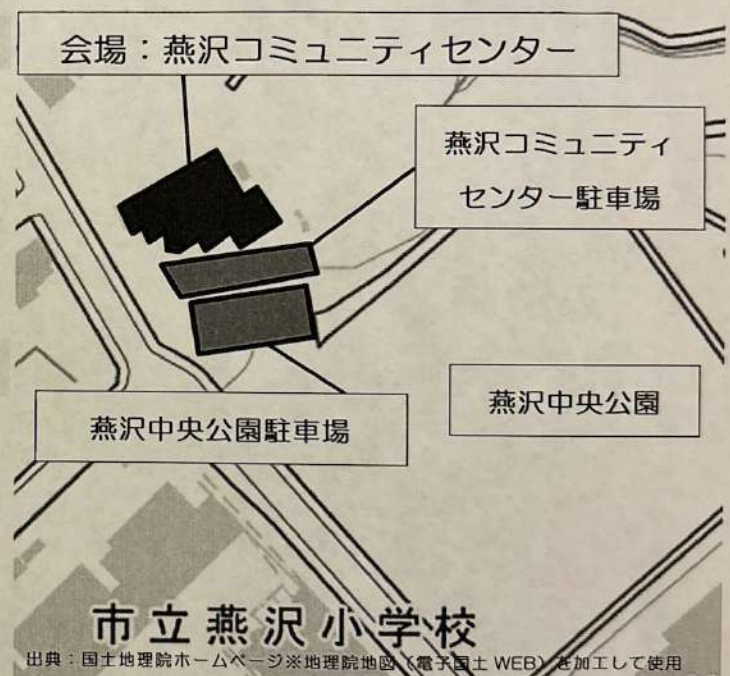 会場：燕沢コミュニティセンター
燕沢コミュニティ
センター駐車場
燕沢中央公園
燕沢中央公園駐車場
市立燕沢小学校
出典：国土地理院ホームページ※地理院地図（電子国土 WEB）を加工して使用